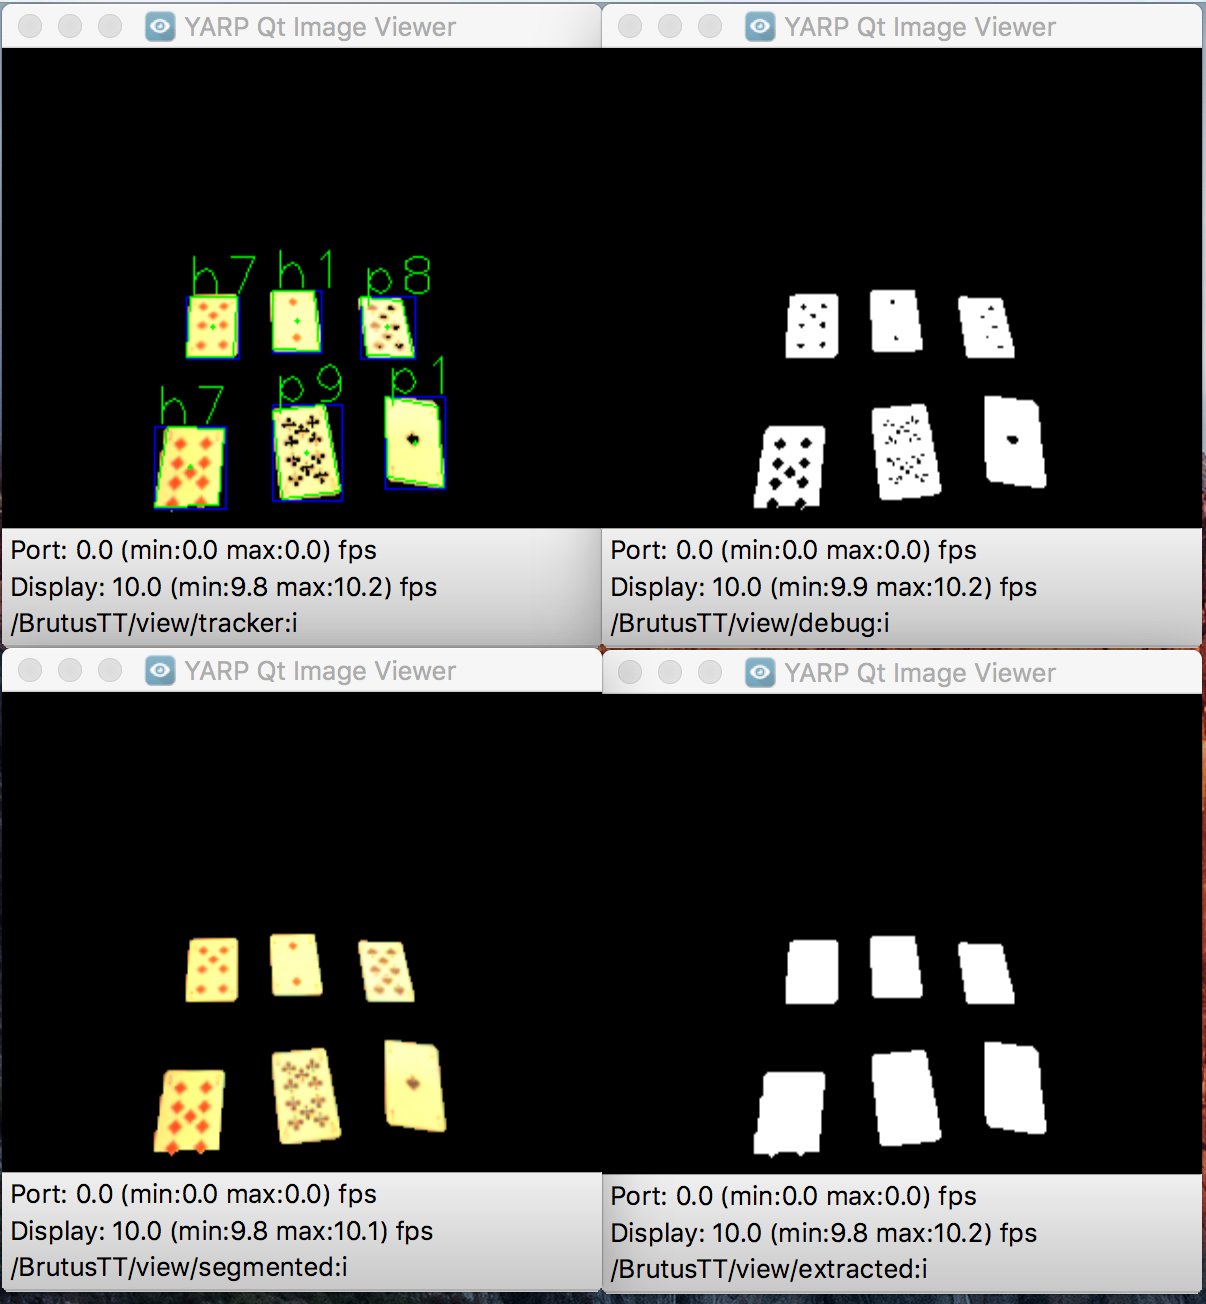 YARP Qt Image Viewer
h7 h1 p8
h7 p9 p1
Port: 0.0 (min:0.0 max:0.0) fps
Display: 10.0 (min:9.8 max:10.2) fps
/BrutusTT/view/tracker:i
YARP Qt Image Viewer
Port: 0.0 (min:0.0 max:0.0) fps
Display: 10.0 (min:9.9 max:10.2) fps
/BrutusTT/view/debug:i
YARP Qt Image Viewer
Port: 0.0 (min:0.0 max:0.0) fps
Display: 10.0 (min:9.8 max:10.1) fps
/BrutusTT/view/segmented:i
YARP Qt Image Viewer
Port: 0.0 (min:0.0 max:0.0) fps
Display: 10.0 (min:9.8 max:10.2) fps
/BrutusTT/view/extracted:i